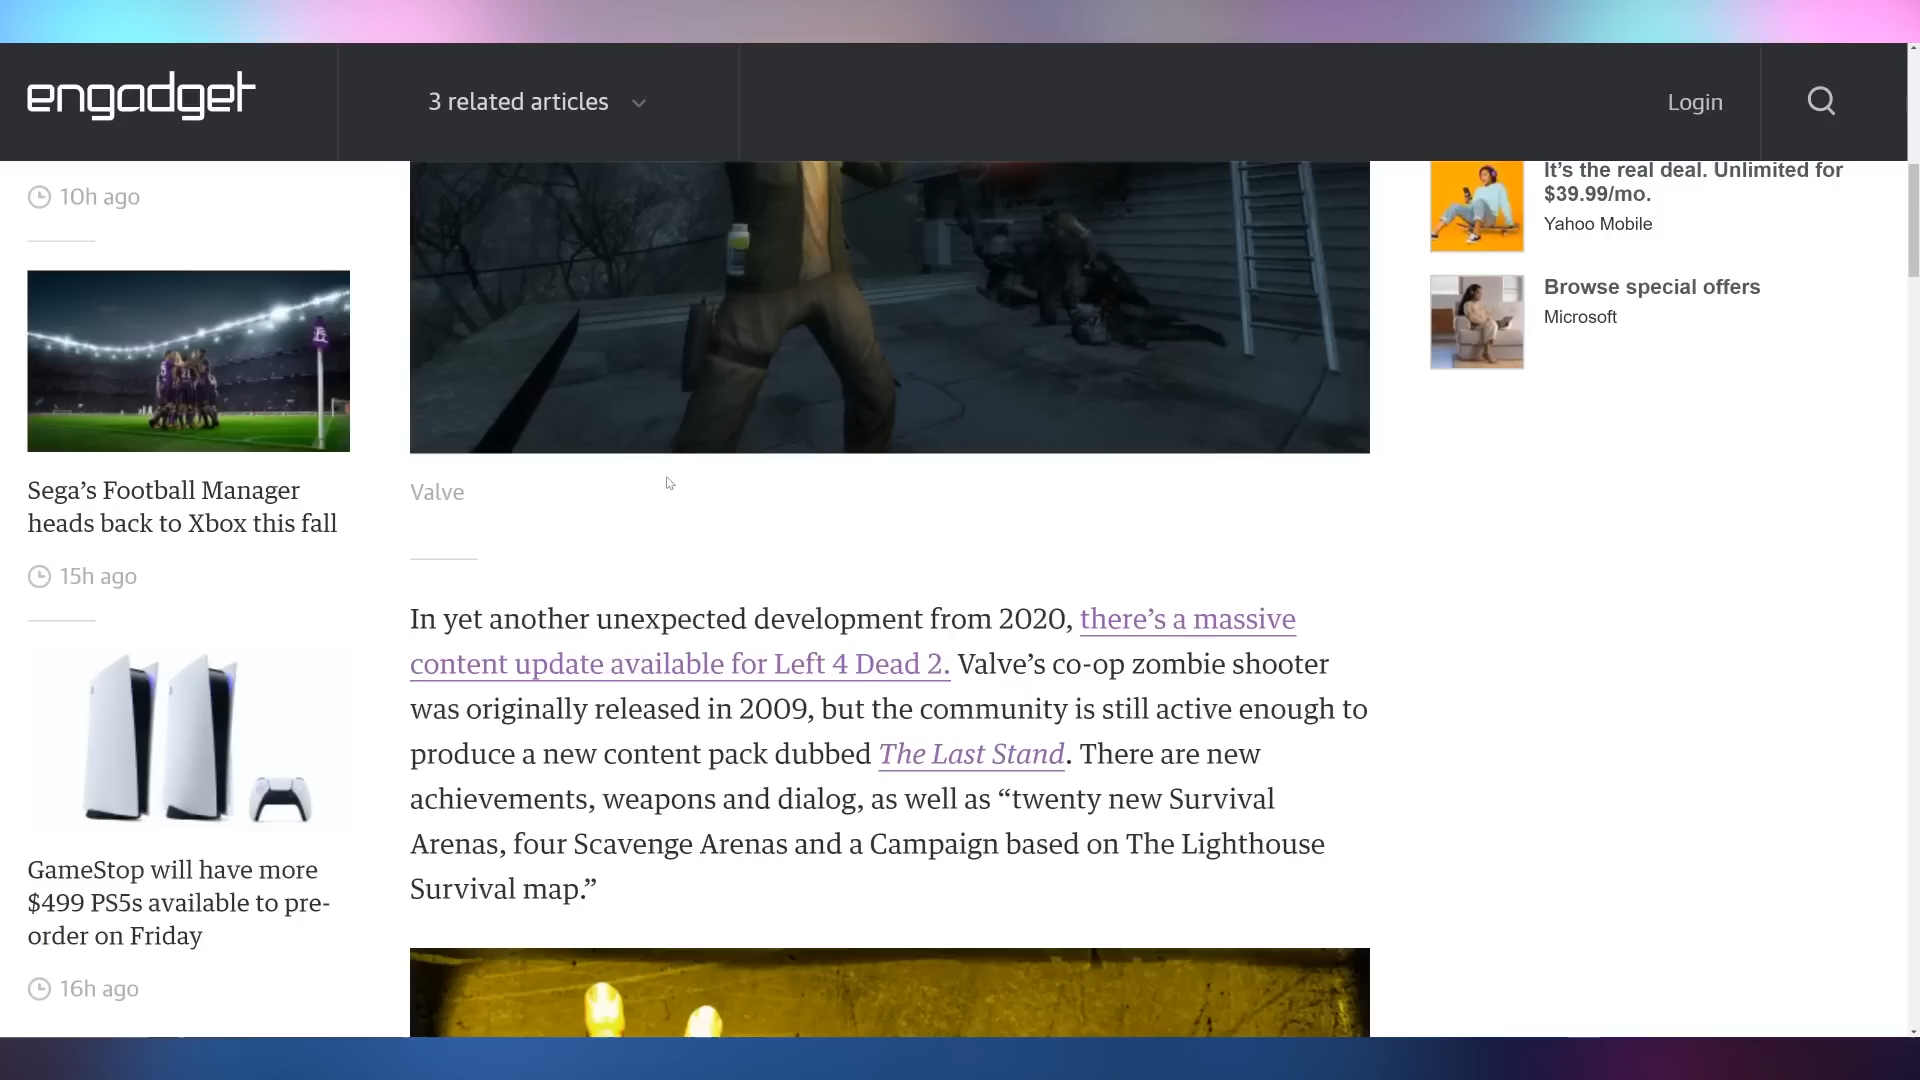 engadget
3 related articles
Login
10h ago
Sega’s Football Manager
heads back to Xbox this fall
15h ago
GameStop will have more
$499 PS5s available to pre-
order on Friday
16h ago
Valve
In yet another unexpected development from 2020, there’s a massive
content update available for Left 4 Dead 2. Valve’s co-op zombie shooter
was originally released in 2009, but the community is still active enough to
produce a new content pack dubbed The Last Stand. There are new
achievements, weapons and dialog, as well as “twenty new Survival
Arenas, four Scavenge Arenas and a Campaign based on The Lighthouse
Survival map.”
It’s the real deal. Unlimited for
$39.99/mo.
Yahoo Mobile
Browse special offers
Microsoft